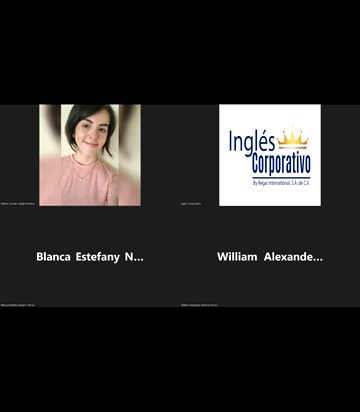 Inglés
Corporativo
By Regal International, S.A. de C.V.
Blanca Estefany N...
William Alexande...